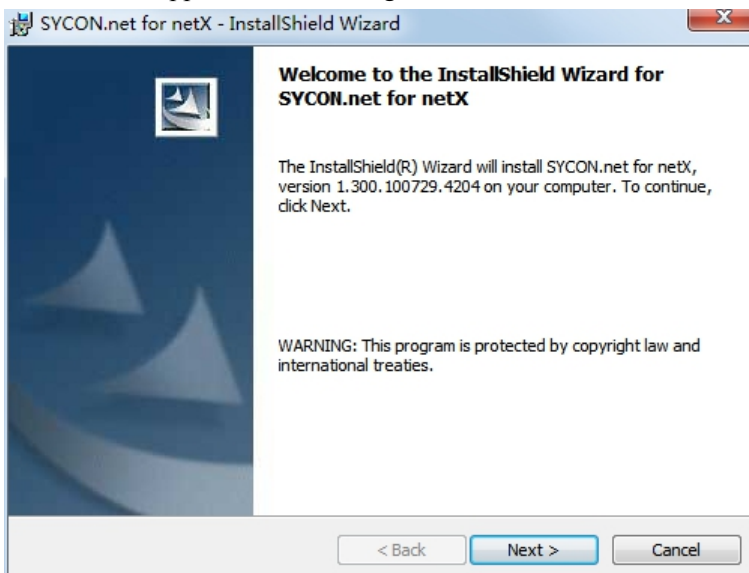 SYCON.net for netX - InstallShield Wizard
Welcome to the InstallShield Wizard for
SYCON.net for netX
The InstallShield(R) Wizard will install SYCON.net for netX,
version 1.300.100729.4204 on your computer. To continue,
click Next.
WARNING: This program is protected by copyright law and
international treaties.
< Back
Next >
Cancel